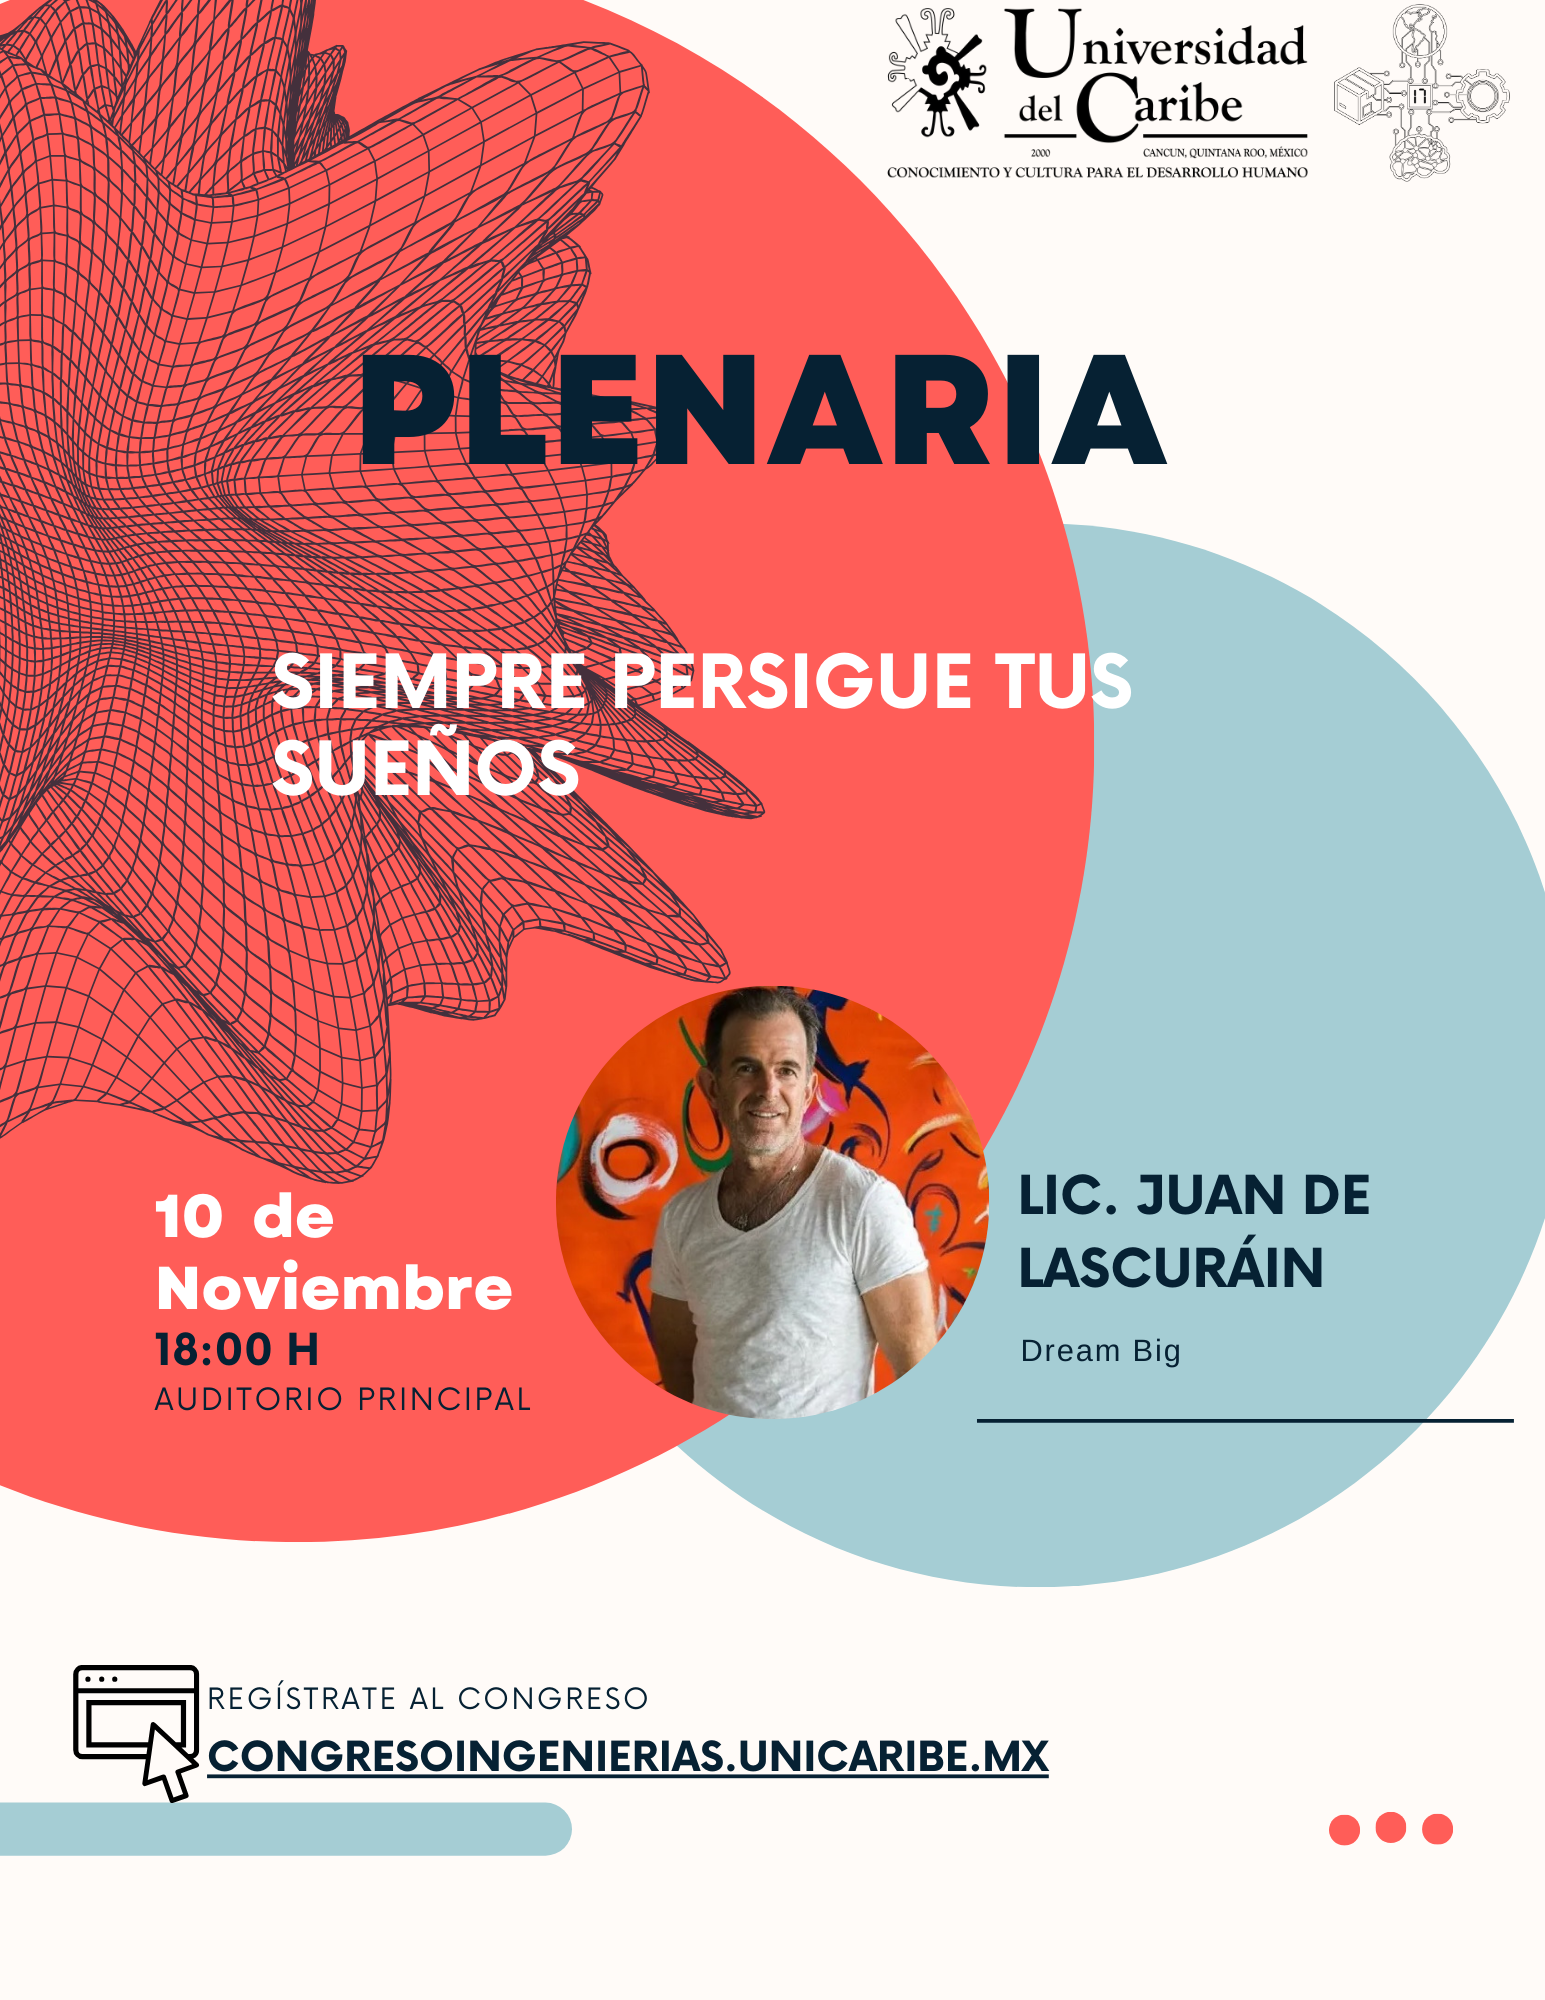 Universidad
del Caribe
2000 CANCUN, QUINTANA ROO, MÉXICO
CONOCIMIENTO Y CULTURA PARA EL DESARROLLO HUMANO
PLENARIA
SIEMPRE PERSIGUE TUS
SUEÑOS
10 de
Noviembre
18:00 H
AUDITORIO PRINCIPAL
LIC. JUAN DE
LASCURÁIN
Dream Big
REGÍSTRATE AL CONGRESO
CONGRESOINGENIERIAS.UNICARIBE.MX